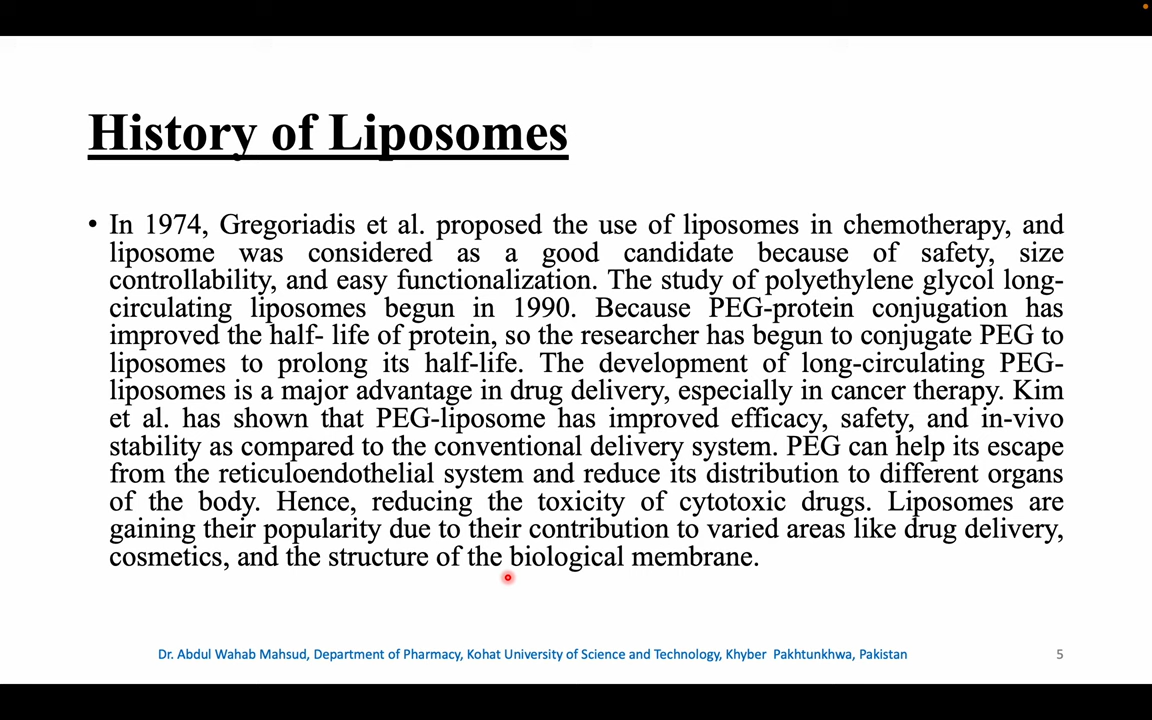 History of Liposomes
• In 1974, Gregoriadis et al. proposed the use of liposomes in chemotherapy, and
liposome was considered as a good candidate because of safety, size
controllability, and easy functionalization. The study of polyethylene glycol long-
circulating liposomes begun in 1990. Because PEG-protein conjugation has
improved the half- life of protein, so the researcher has begun to conjugate PEG to
liposomes to prolong its half-life. The development of long-circulating PEG-
liposomes is a major advantage in drug delivery, especially in cancer therapy. Kim
et al. has shown that PEG-liposome has improved efficacy, safety, and in-vivo
stability as compared to the conventional delivery system. PEG can help its escape
from the reticuloendothelial system and reduce its distribution to different organs
of the body. Hence, reducing the toxicity of cytotoxic drugs. Liposomes are
gaining their popularity due to their contribution to varied areas like drug delivery,
cosmetics, and the structure of the biological membrane.
Dr. Abdul Wahab Mahsud, Department of Pharmacy, Kohat University of Science and Technology, Khyber Pakhtunkhwa, Pakistan
5